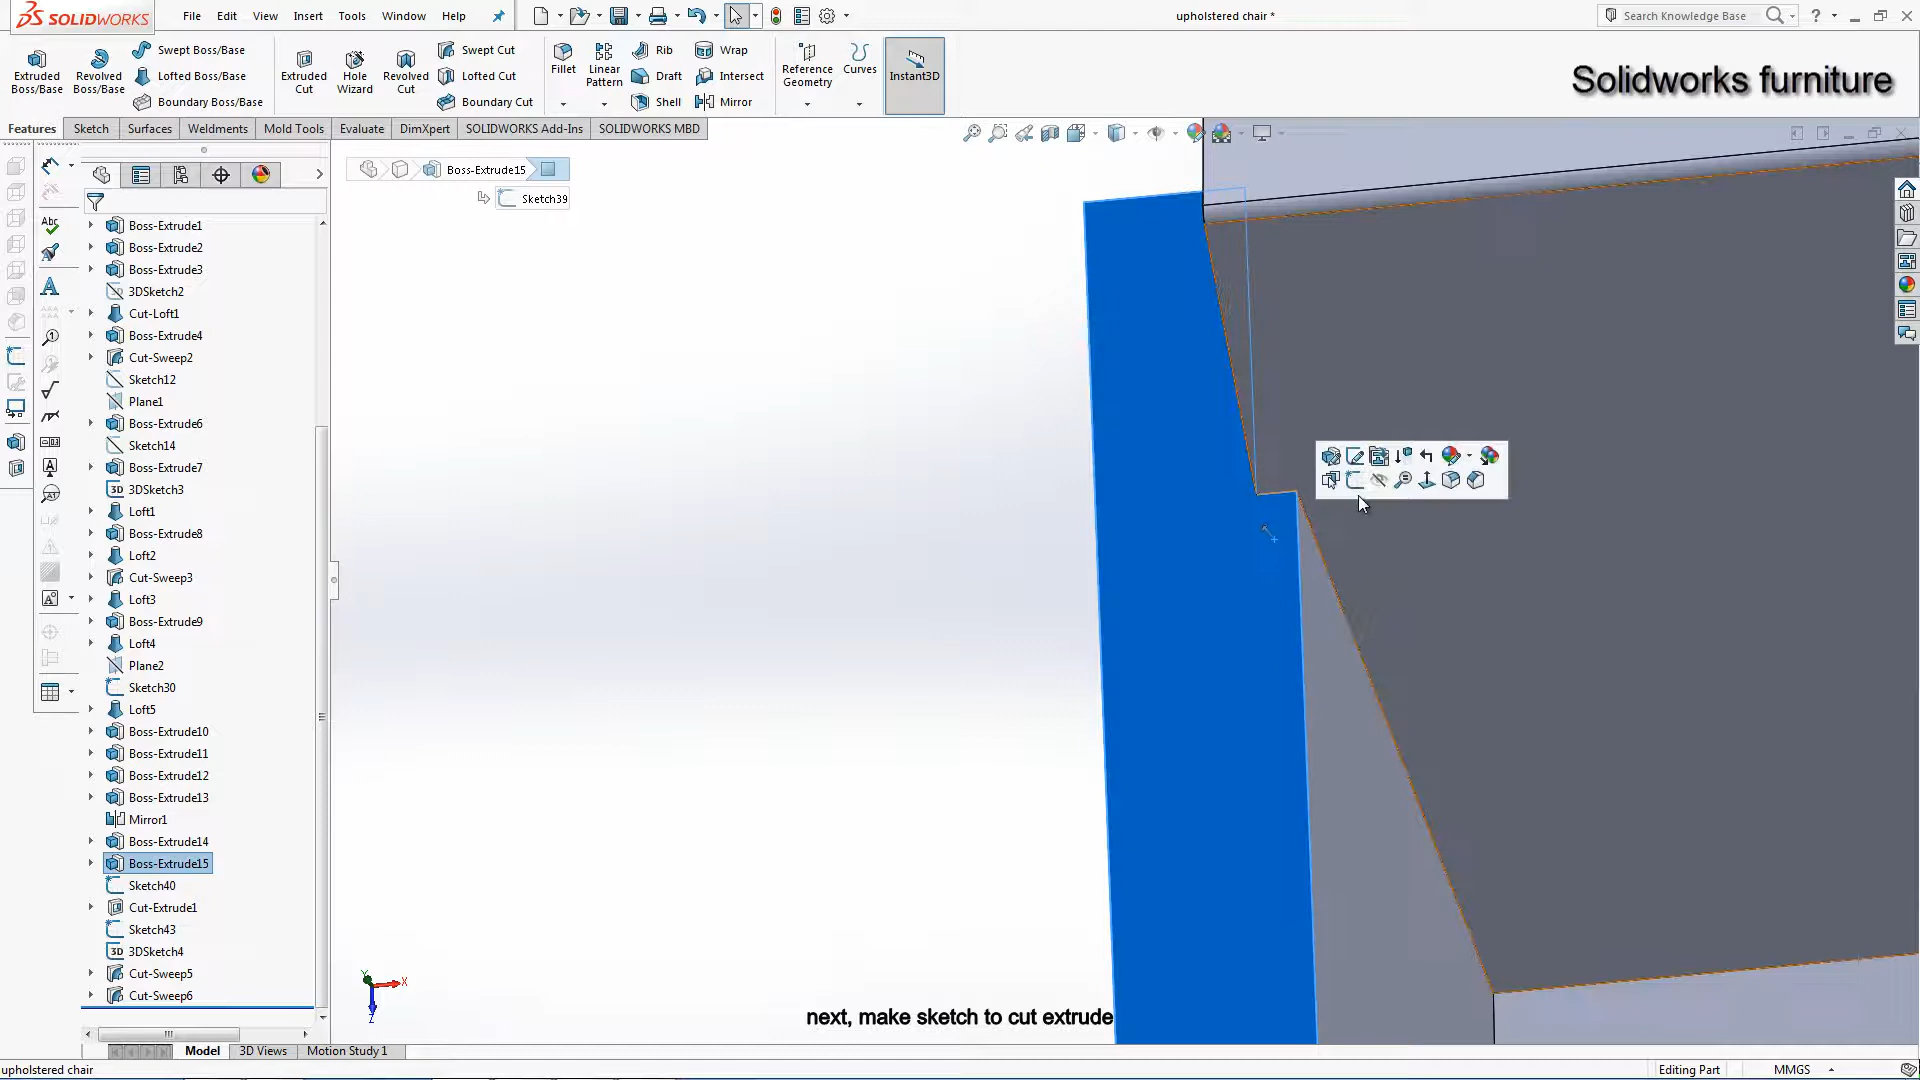 SOLIDWORKS
File Edit View Insert Tools Window Help
upholstered chair *
Search Knowledge Base
Extruded Boss/Base
Revolved Boss/Base
Swept Boss/Base
Lofted Boss/Base
Boundary Boss/Base
Extruded Cut
Hole Wizard
Revolved Cut
Swept Cut
Lofted Cut
Boundary Cut
Fillet
Linear Pattern
Rib
Draft
Shell
Wrap
Intersect
Mirror
Reference Geometry
Curves
Instant3D
Solidworks furniture
Features Sketch Surfaces Weldments Mold Tools Evaluate DimXpert SOLIDWORKS Add-Ins SOLIDWORKS MBD
Boss-Extrude15
Sketch39
Boss-Extrude1
Boss-Extrude2
Boss-Extrude3
3DSketch2
Cut-Loft1
Boss-Extrude4
Cut-Sweep2
Sketch12
Plane1
Boss-Extrude6
Sketch14
Boss-Extrude7
3D 3DSketch3
Loft1
Boss-Extrude8
Loft2
Cut-Sweep3
Loft3
Boss-Extrude9
Loft4
Plane2
Sketch30
Loft5
Boss-Extrude10
Boss-Extrude11
Boss-Extrude12
Boss-Extrude13
Mirror1
Boss-Extrude14
Boss-Extrude15
Sketch40
Cut-Extrude1
Sketch43
3D 3DSketch4
Cut-Sweep5
Cut-Sweep6
Y
X
Z
next, make sketch to cut extrude
Model 3D Views Motion Study 1
upholstered chair
Editing Part
MMGS